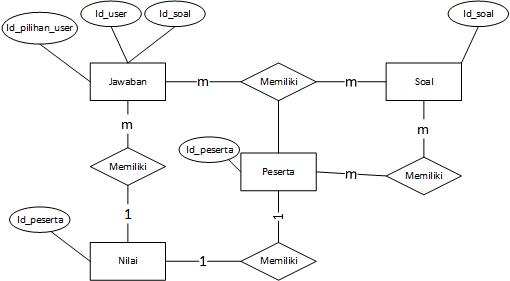 Id_user
Id_soal
Id_soal
Id_pilihan_user
Jawaban
m
Memiliki
m
Soal
m
m
Id_peserta
Memiliki
Peserta
m
Memiliki
1
1
Id_peserta
Nilai
1
Memiliki